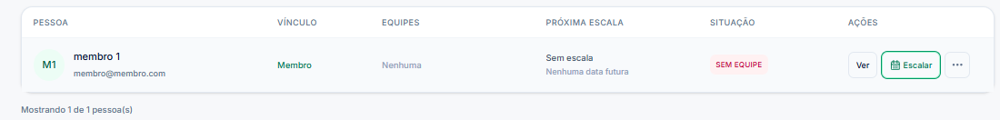 PESSOA VÍNCULO EQUIPES PRÓXIMA ESCALA SITUAÇÃO AÇÕES
M1 membro 1
membro@membro.com
Membro
Nenhuma
Sem escala
Nenhuma data futura
SEM EQUIPE
Ver Escalar ...
Mostrando 1 de 1 pessoa(s)